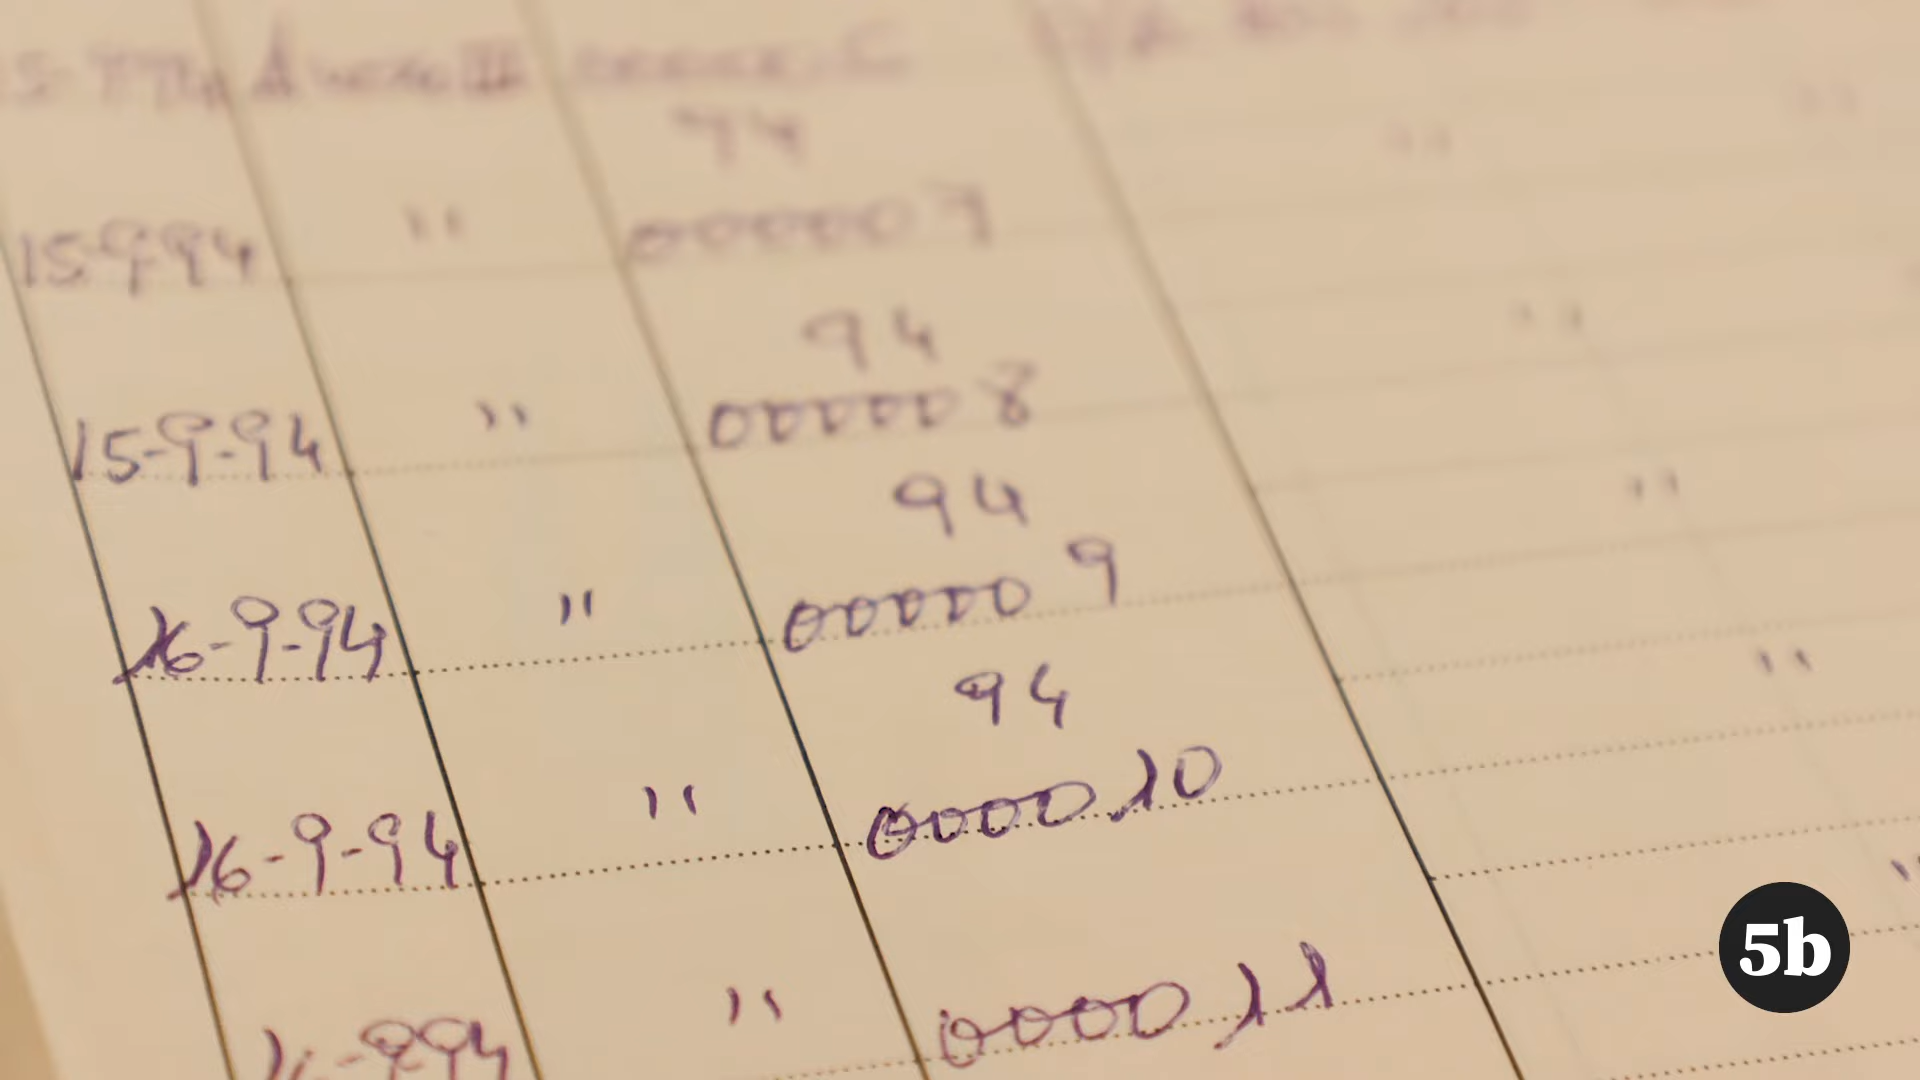 94
15-9-94 " 000007
94
15-9-94 " 000008 "
94 "
16-9-94 " 000009
94 "
16-9-94 " 000010
" 000011
5b